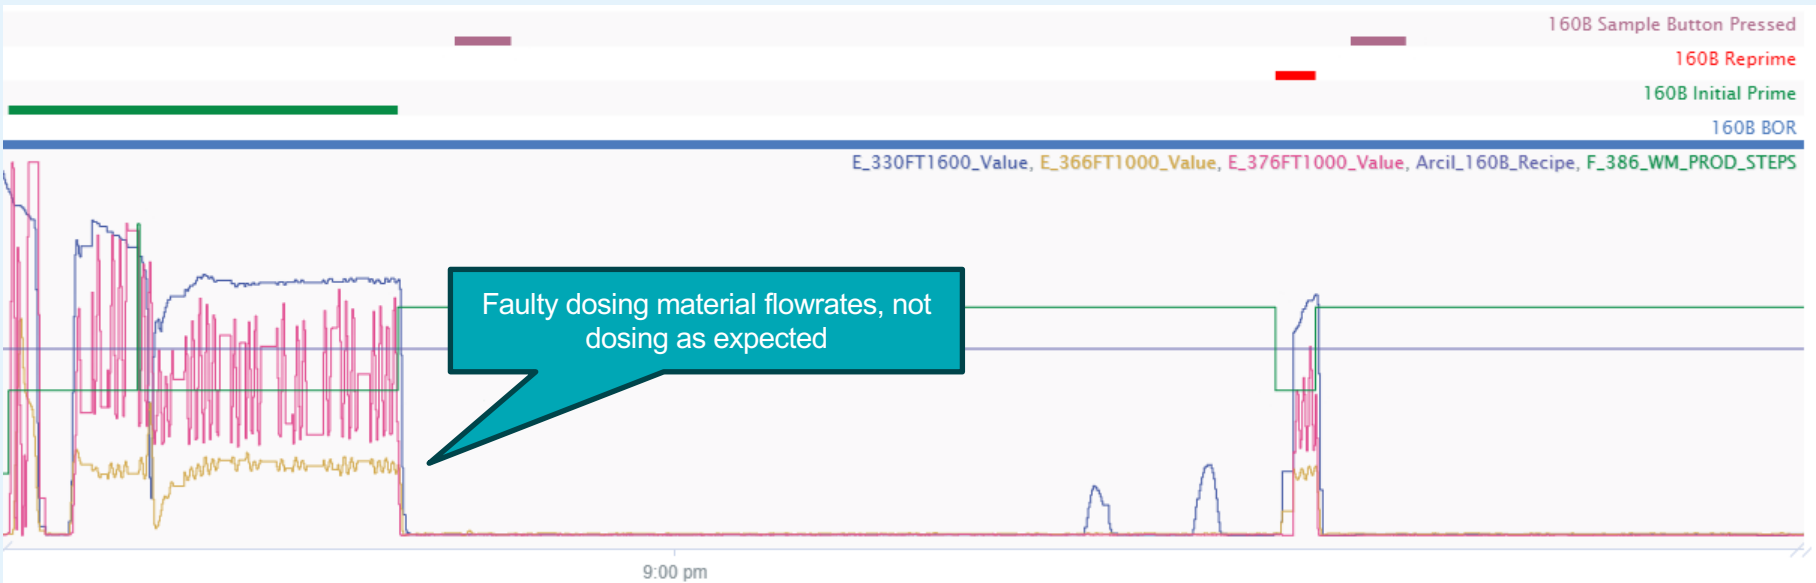 160B Sample Button Pressed
160B Reprime
160B Initial Prime
160B BOR
E_330FT1600_Value, E_366FT1000_Value, E_376FT1000_Value, Arcil_160B_Recipe, F_386_WM_PROD_STEPS
Faulty dosing material flowrates, not
dosing as expected
9:00 pm